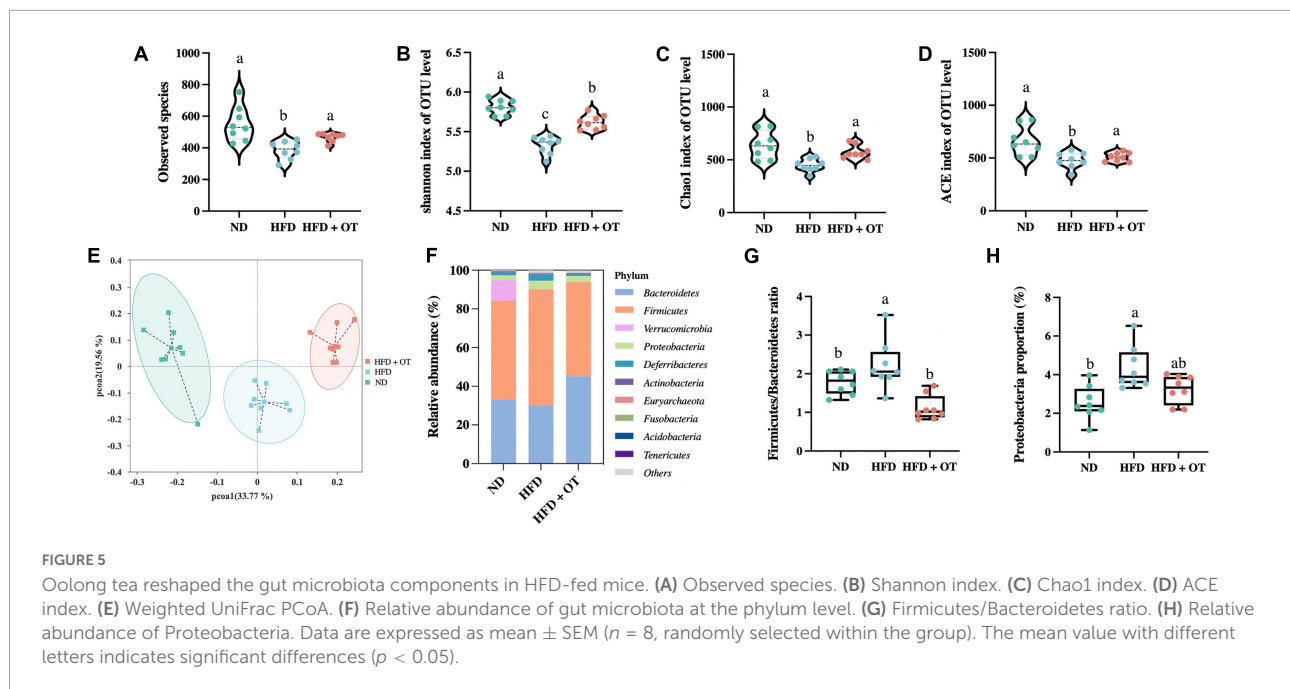 A
Observed species
1000
800
600
400
200
0
a
b
a
ND
HFD
HFD + OT
B
shannon index of OTU level
6.5
6.0
5.5
5.0
4.5
a
c
b
ND
HFD
HFD + OT
C
Chao1 index of OTU level
1500
1000
500
0
a
b
a
ND
HFD
HFD + OT
D
ACE index of OTU level
1500
1000
500
0
a
b
a
ND
HFD
HFD + OT
E
pcoa2(19.56 %)
0.4
0.3
0.2
0.1
0
-0.1
-0.2
-0.3
-0.4
-0.3
-0.2
-0.1
0
0.1
0.2
pcoa1(33.77 %)
HFD + OT
HFD
ND
F
Relative abundance (%)
100
80
60
40
20
0
ND
HFD
HFD + OT
Phylum
Bacteroidetes
Firmicutes
Verrucomicrobia
Proteobacteria
Deferribacteres
Actinobacteria
Euryarchaeota
Fusobacteria
Acidobacteria
Tenericutes
Others
G
Firmicutes/Bacteroidetes ratio
4
3
2
1
0
b
a
b
ND
HFD
HFD + OT
H
Proteobacteria proportion (%)
8
6
4
2
0
b
a
ab
ND
HFD
HFD + OT
FIGURE 5
Oolong tea reshaped the gut microbiota components in HFD-fed mice. (A) Observed species. (B) Shannon index. (C) Chao1 index. (D) ACE
index. (E) Weighted UniFrac PCoA. (F) Relative abundance of gut microbiota at the phylum level. (G) Firmicutes/Bacteroidetes ratio. (H) Relative
abundance of Proteobacteria. Data are expressed as mean ± SEM (n = 8, randomly selected within the group). The mean value with different
letters indicates significant differences (p < 0.05).